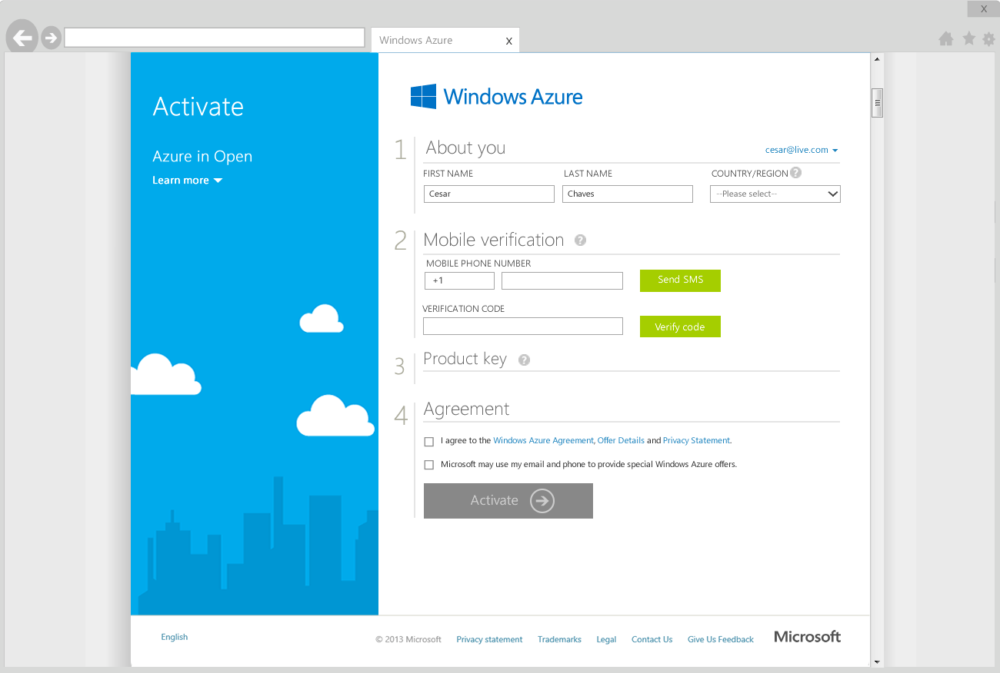 X
Windows Azure X
Activate
Azure in Open
Learn more
Windows Azure
1 About you
cesar@live.com
FIRST NAME LAST NAME COUNTRY/REGION ?
Cesar Chaves --Please select--
2 Mobile verification ?
MOBILE PHONE NUMBER
+1 Send SMS
VERIFICATION CODE
Verify code
3 Product key ?
4 Agreement
I agree to the Windows Azure Agreement, Offer Details and Privacy Statement.
Microsoft may use my email and phone to provide special Windows Azure offers.
Activate
English © 2013 Microsoft Privacy statement Trademarks Legal Contact Us Give Us Feedback Microsoft